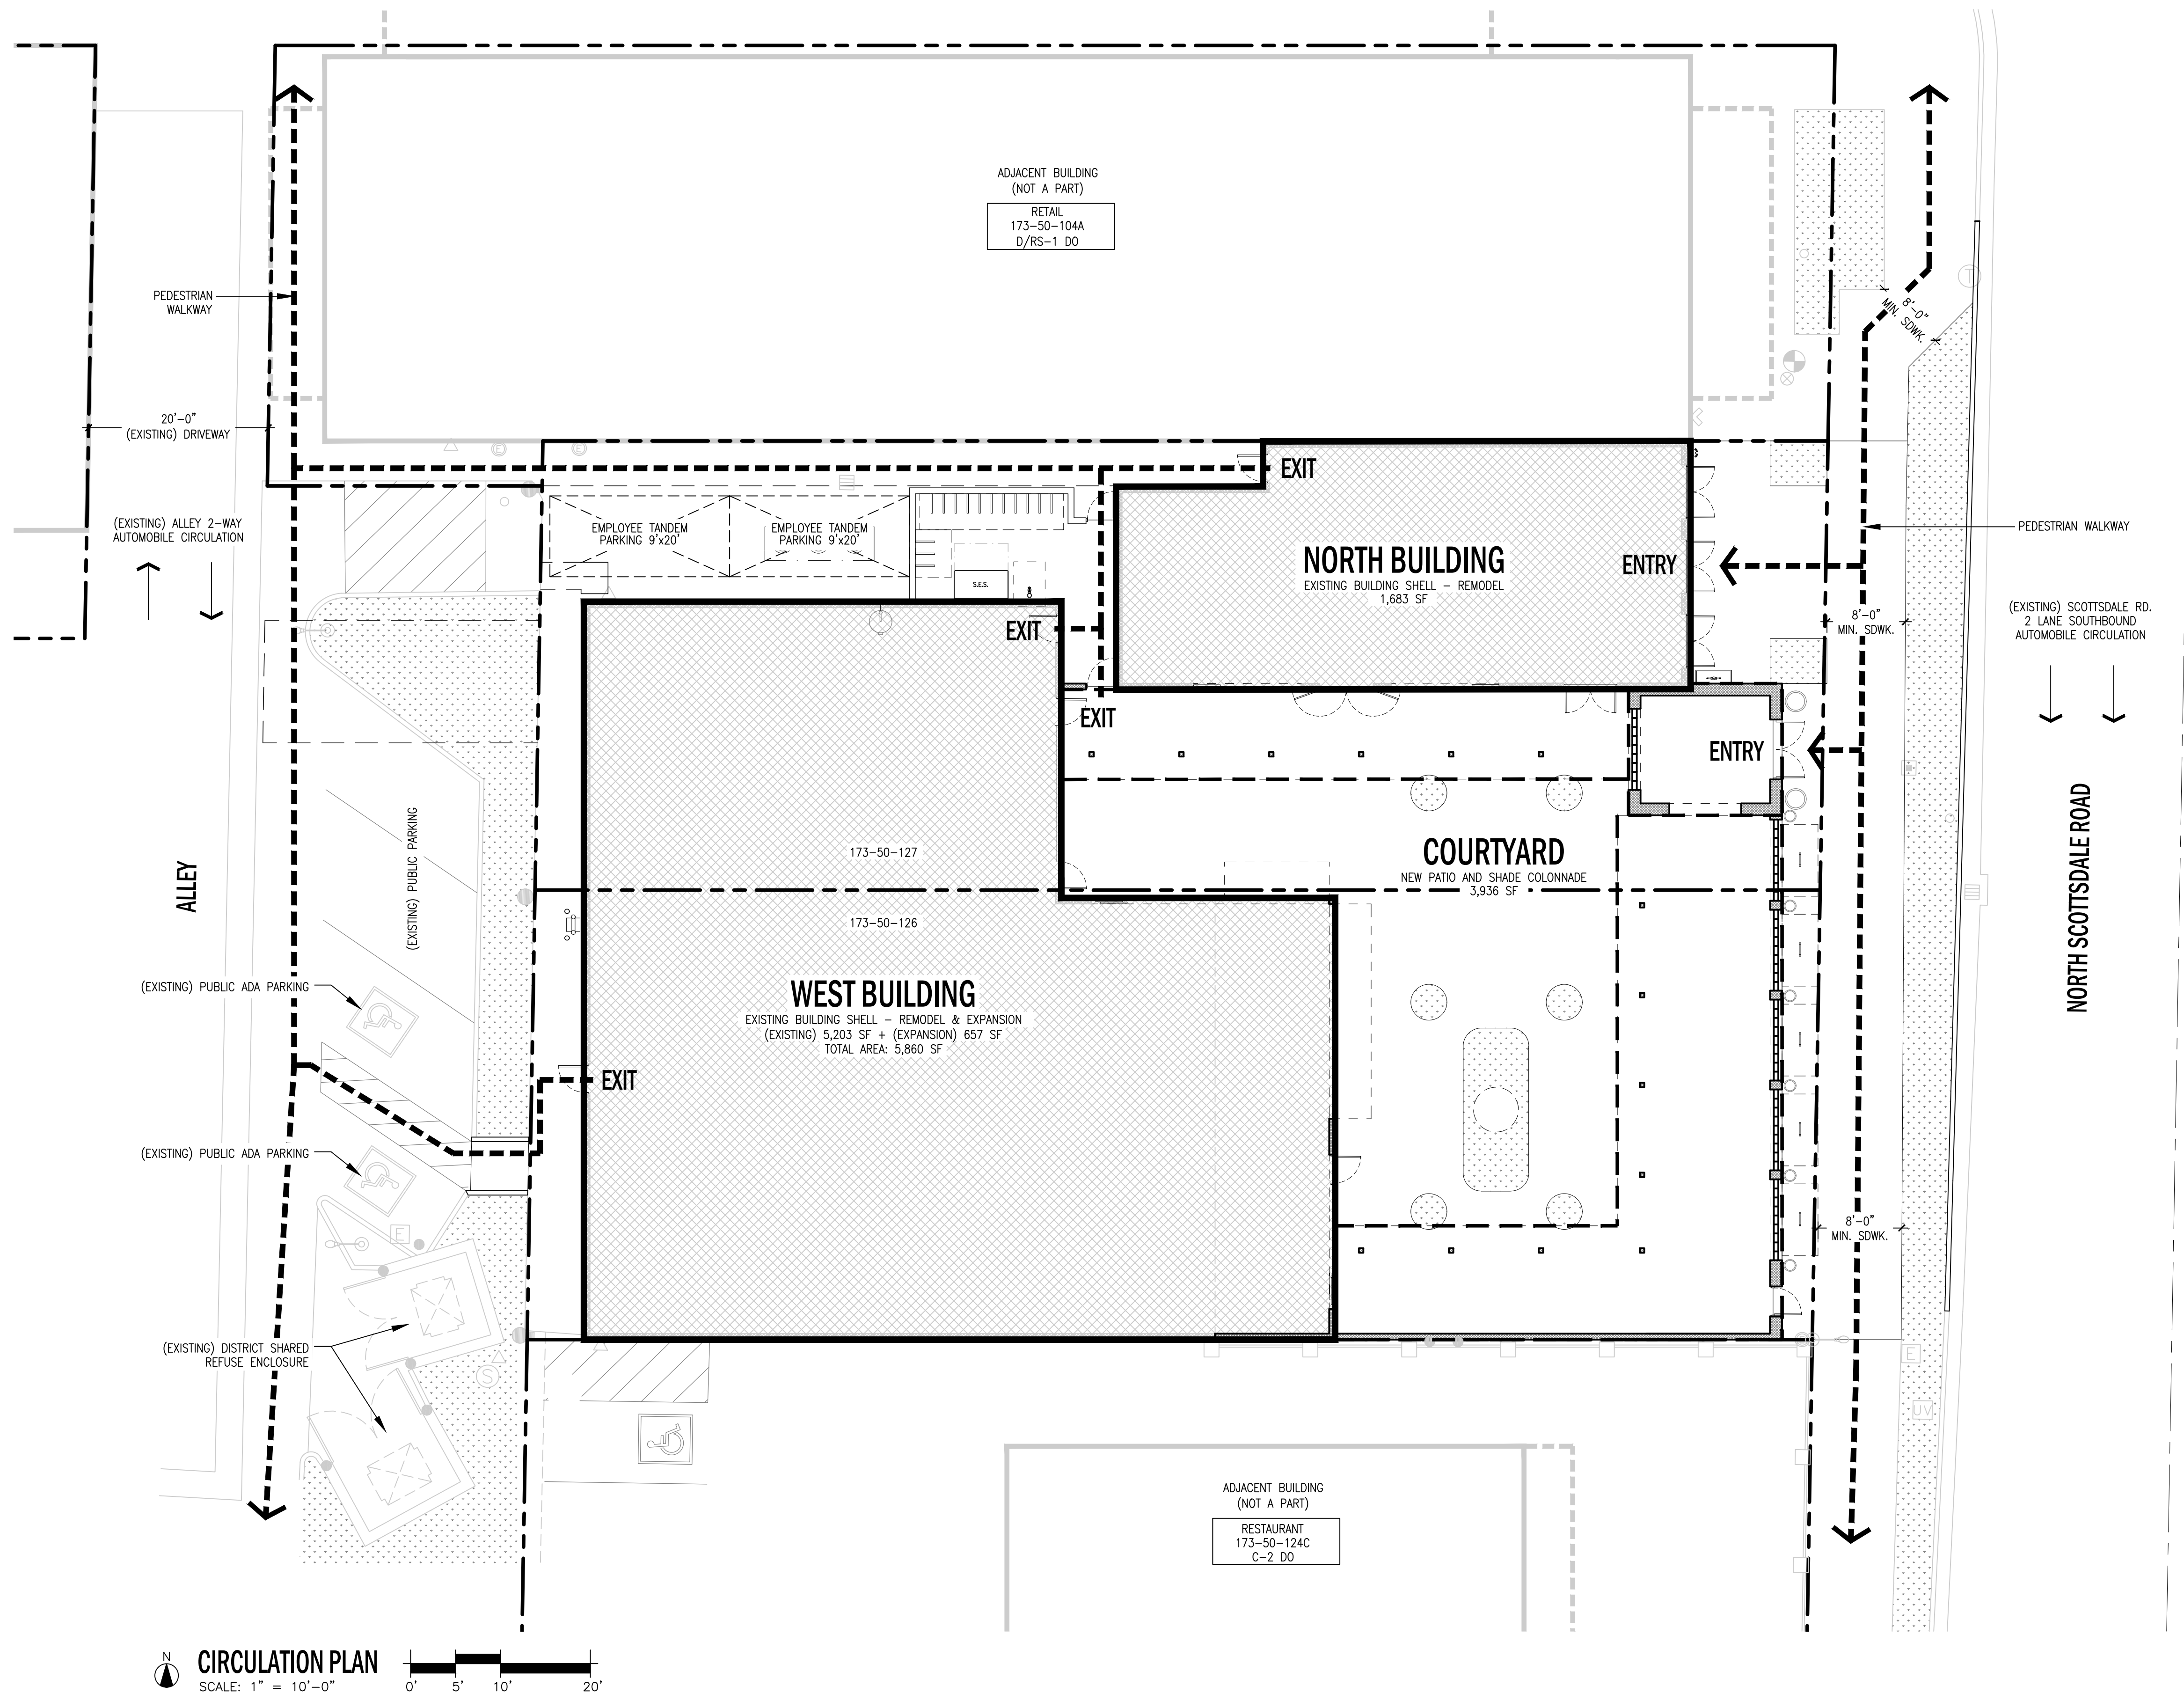 ADJACENT BUILDING
(NOT A PART)
RETAIL
173-50-104A
D/RS-1 DO
PEDESTRIAN
WALKWAY
8'-0"
MIN. SDWK.
T
20'-0"
(EXISTING) DRIVEWAY
E
E
EXIT
(EXISTING) ALLEY 2-WAY
AUTOMOBILE CIRCULATION
EMPLOYEE TANDEM
PARKING 9'x20'
EMPLOYEE TANDEM
PARKING 9'x20'
S.E.S.
NORTH BUILDING
EXISTING BUILDING SHELL - REMODEL
1,683 SF
ENTRY
PEDESTRIAN WALKWAY
(EXISTING) SCOTTSDALE RD.
2 LANE SOUTHBOUND
AUTOMOBILE CIRCULATION
8'-0"
MIN. SDWK.
EXIT
EXIT
ENTRY
(EXISTING) PUBLIC PARKING
ALLEY
NORTH SCOTTSDALE ROAD
173-50-127
COURTYARD
NEW PATIO AND SHADE COLONNADE
3,936 SF
173-50-126
WEST BUILDING
EXISTING BUILDING SHELL - REMODEL & EXPANSION
(EXISTING) 5,203 SF + (EXPANSION) 657 SF
TOTAL AREA: 5,860 SF
(EXISTING) PUBLIC ADA PARKING
EXIT
(EXISTING) PUBLIC ADA PARKING
E
8'-0"
MIN. SDWK.
(EXISTING) DISTRICT SHARED
REFUSE ENCLOSURE
S
E
UV
ADJACENT BUILDING
(NOT A PART)
RESTAURANT
173-50-124C
C-2 DO
N
CIRCULATION PLAN
SCALE: 1" = 10'-0"
0' 5' 10' 20'